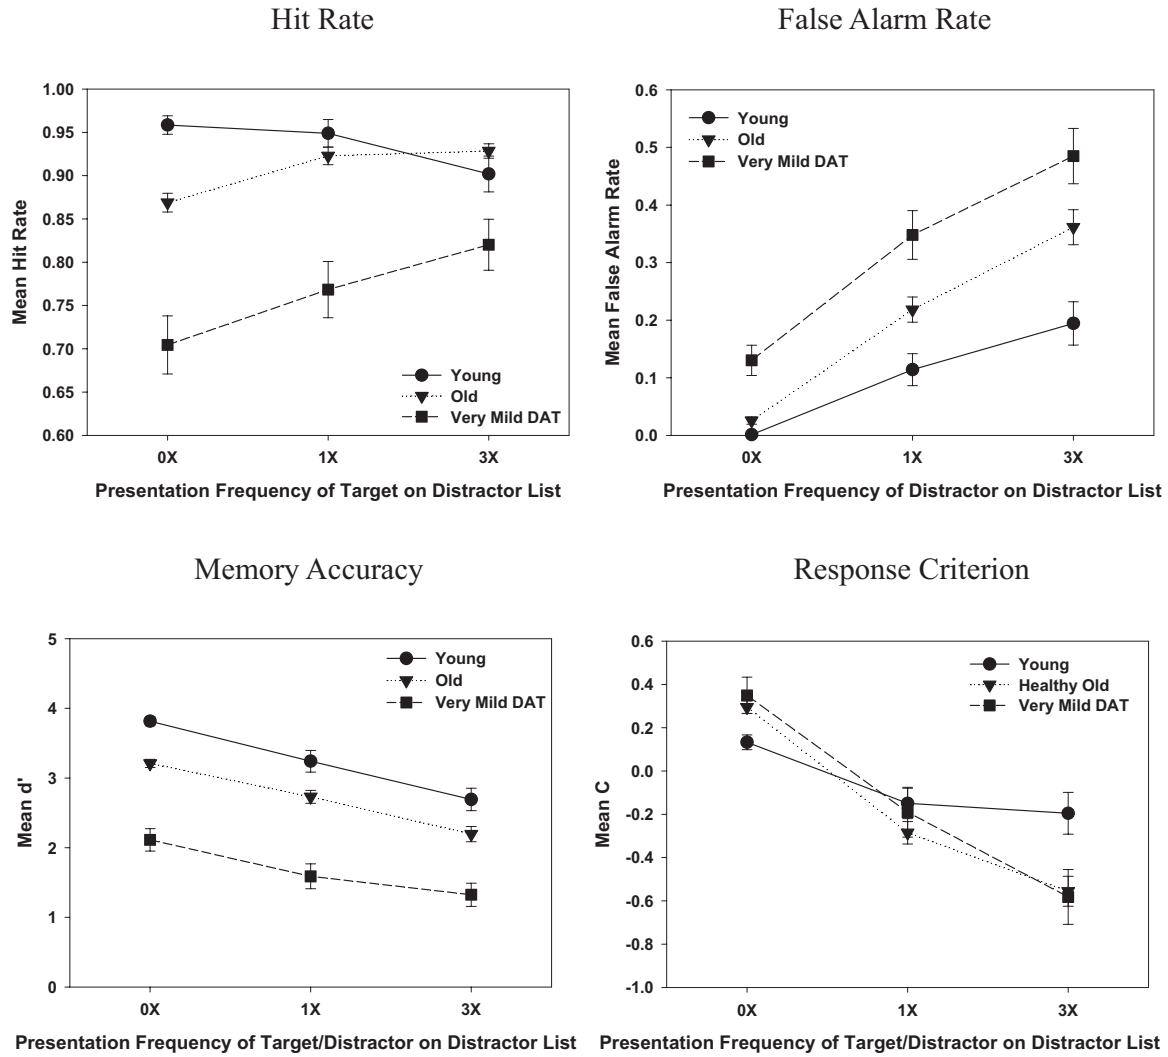 Hit Rate
1.00
0.95
0.90
0.85
0.80
0.75
0.70
0.65
0.60
Mean Hit Rate
Young
Old
Very Mild DAT
0X 1X 3X
Presentation Frequency of Target on Distractor List
False Alarm Rate
0.6
0.5
0.4
0.3
0.2
0.1
0.0
Mean False Alarm Rate
Young
Old
Very Mild DAT
0X 1X 3X
Presentation Frequency of Distractor on Distractor List
Memory Accuracy
5
4
3
2
1
0
Mean d'
Young
Old
Very Mild DAT
0X 1X 3X
Presentation Frequency of Target/Distractor on Distractor List
Response Criterion
0.6
0.4
0.2
0.0
-0.2
-0.4
-0.6
-0.8
-1.0
Mean C
Young
Healthy Old
Very Mild DAT
0X 1X 3X
Presentation Frequency of Target/Distractor on Distractor List